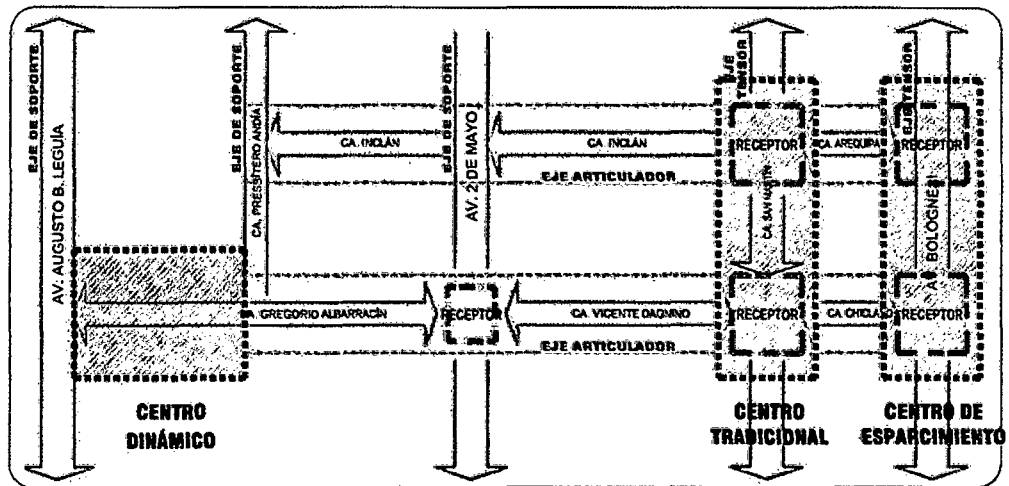 EJE DE SOPORTE
AV. AUGUSTO B. LEGUÍA
EJE DE SOPORTE
CA. PRESBÍTERO ANDÍA
EJE DE SOPORTE
AV. 2 DE MAYO
EJE
TENSOR
EJE TENSOR
CA. INCLÁN
CA. INCLÁN
RECEPTOR
CA. AREQUIPA
RECEPTOR
EJE ARTICULADOR
CA. SAN MARTÍN
BOLOGNESI
A. GREGORIO ALBARRACÍN
RECEPTOR
CA. VICENTE DAGNINO
RECEPTOR
CA. CHICLAYO
RECEPTOR
EJE ARTICULADOR
CENTRO
DINÁMICO
CENTRO
TRADICIONAL
CENTRO DE
ESPARCIMIENTO